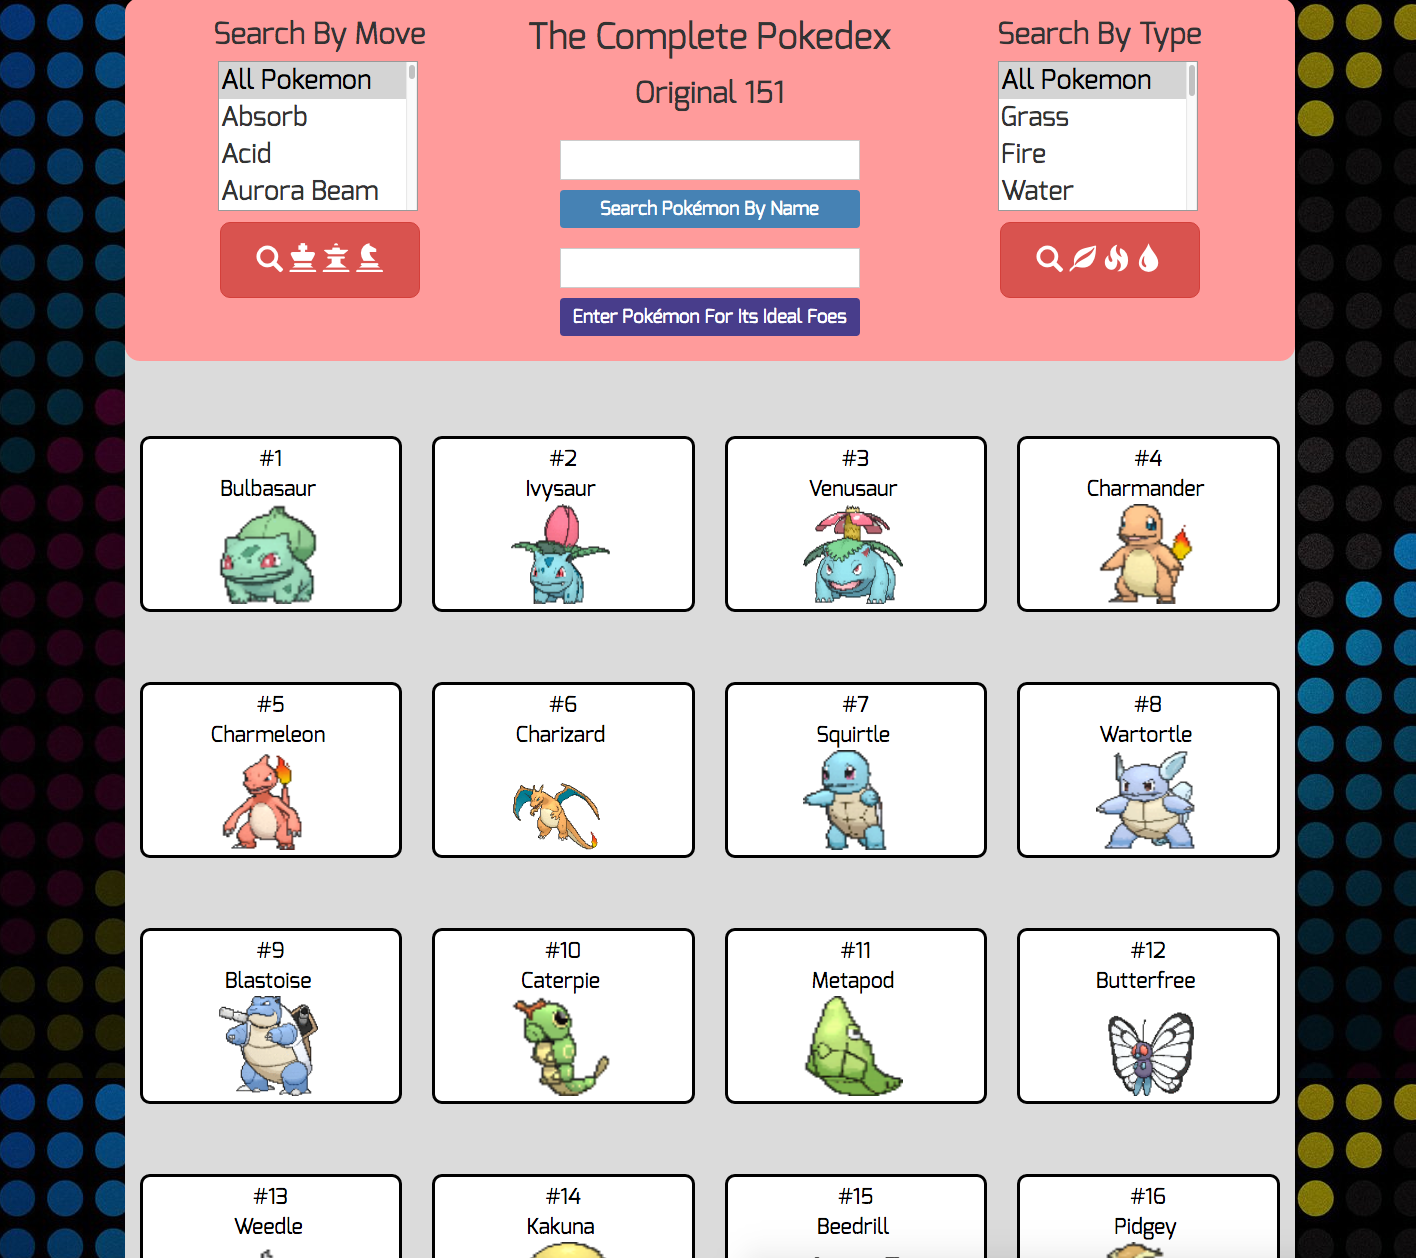 Search By Move
All Pokemon
Absorb
Acid
Aurora Beam
The Complete Pokedex
Original 151
Search Pokémon By Name
Enter Pokémon For Its Ideal Foes
Search By Type
All Pokemon
Grass
Fire
Water
#1
Bulbasaur
#2
Ivysaur
#3
Venusaur
#4
Charmander
#5
Charmeleon
#6
Charizard
#7
Squirtle
#8
Wartortle
#9
Blastoise
#10
Caterpie
#11
Metapod
#12
Butterfree
#13
Weedle
#14
Kakuna
#15
Beedrill
#16
Pidgey